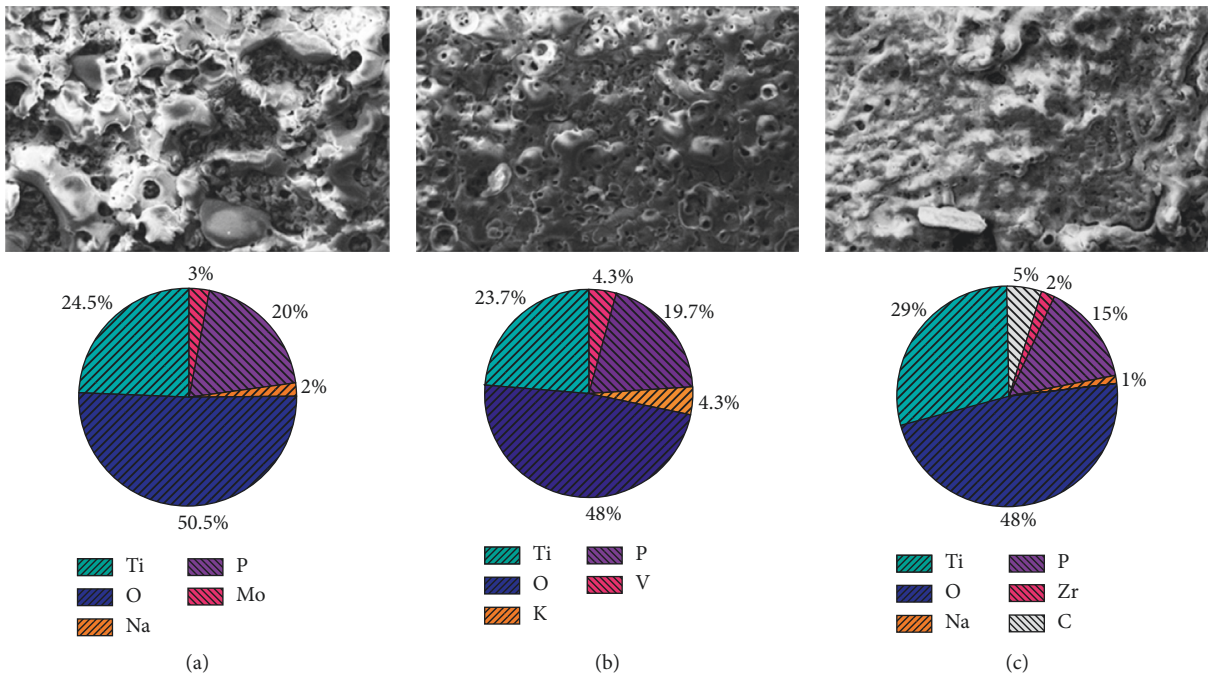 3%
24.5%
20%
2%
50.5%
Ti
P
O
Mo
Na
(a)
4.3%
23.7%
19.7%
4.3%
48%
Ti
P
O
V
K
(b)
5%
2%
29%
15%
1%
48%
Ti
P
O
Zr
Na
C
(c)